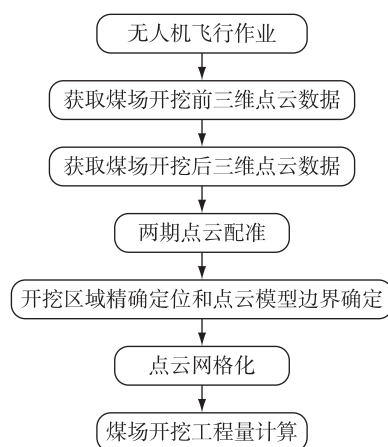 无人机飞行作业
获取煤场开挖前三维点云数据
获取煤场开挖后三维点云数据
两期点云配准
开挖区域精确定位和点云模型边界确定
点云网格化
煤场开挖工程量计算